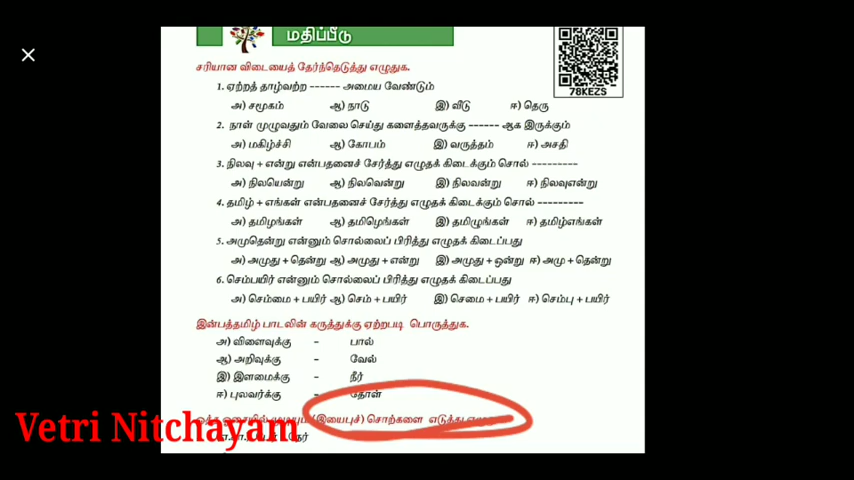 மதிப்பீடு
78KEZS
சரியான விடையைத் தேர்ந்தெடுத்து எழுதுக.
1. ஏற்றத் தாழ்வற்ற ------ அமைய வேண்டும்
அ) சமூகம் ஆ) நாடு இ) வீடு ஈ) தெரு
2. நாள் முழுவதும் வேலை செய்து களைத்தவருக்கு ------ ஆக இருக்கும்
அ) மகிழ்ச்சி ஆ) கோபம் இ) வருத்தம் ஈ) அசதி
3. நிலவு + என்று என்பதனைச் சேர்த்து எழுதக் கிடைக்கும் சொல் ---------
அ) நிலயென்று ஆ) நிலவென்று இ) நிலவன்று ஈ) நிலவுஎன்று
4. தமிழ் + எங்கள் என்பதனைச் சேர்த்து எழுதக் கிடைக்கும் சொல் ---------
அ) தமிழங்கள் ஆ) தமிழெங்கள் இ) தமிழுங்கள் ஈ) தமிழ்எங்கள்
5. அமுதென்று என்னும் சொல்லைப் பிரித்து எழுதக் கிடைப்பது
அ) அமுது + தென்று ஆ) அமுது + என்று இ) அமுது + ஒன்று ஈ) அமு + தென்று
6. செம்பயிர் என்னும் சொல்லைப் பிரித்து எழுதக் கிடைப்பது
அ) செம்மை + பயிர் ஆ) செம் + பயிர் இ) செமை + பயிர் ஈ) செம்பு + பயிர்
இன்பத்தமிழ் பாடலின் கருத்துக்கு ஏற்றபடி பொருத்துக.
அ) விளைவுக்கு – பால்
ஆ) அறிவுக்கு – வேல்
இ) இளமைக்கு – நீர்
ஈ) புலவர்க்கு – தோள்
(இயைபுச்) சொற்களை எடுத்து
Vetri Nitchayam